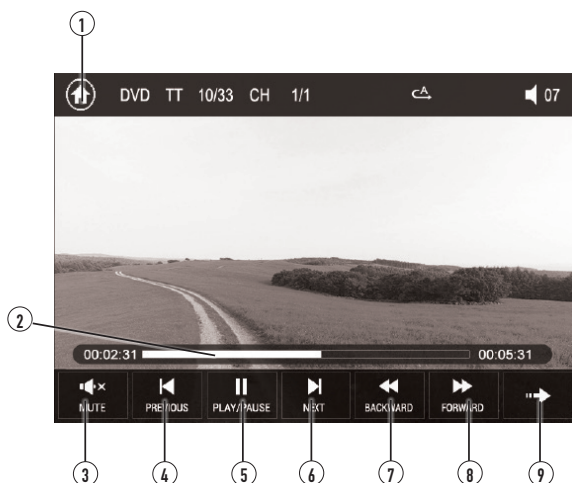 1
DVD TT 10/33 CH 1/1 A 07
2
00:02:31 00:05:31
MUTE PREVIOUS PLAY/PAUSE NEXT BACKWARD FORWARD
3 4 5 6 7 8 9